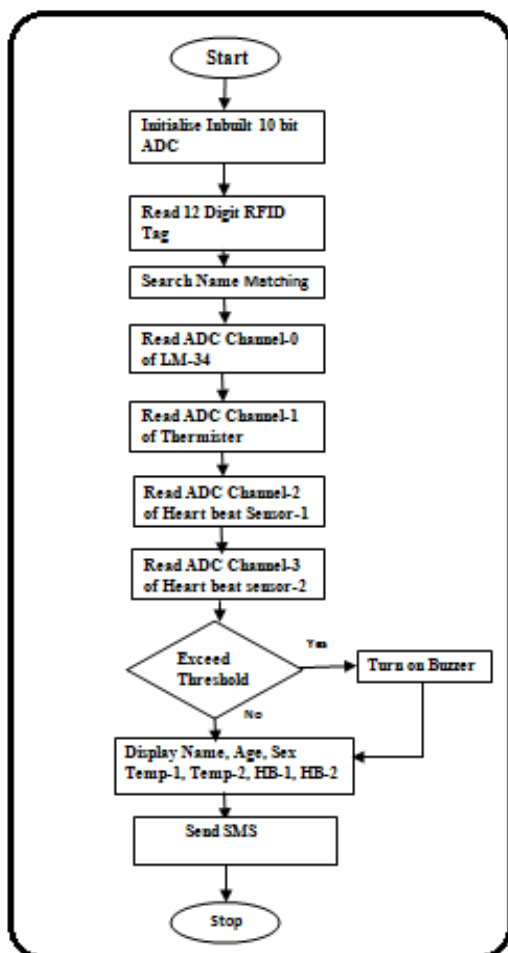 Start
Initialise Inbuilt 10 bit
ADC
Read 12 Digit RFID
Tag
Search Name Matching
Read ADC Channel-0
of LM-34
Read ADC Channel-1
of Thermister
Read ADC Channel-2
of Heart beat Sensor-1
Read ADC Channel-3
of Heart beat sensor-2
Exceed
Threshold
Yes
Turn on Buzzer
No
Display Name, Age, Sex
Temp-1, Temp-2, HB-1, HB-2
Send SMS
Stop